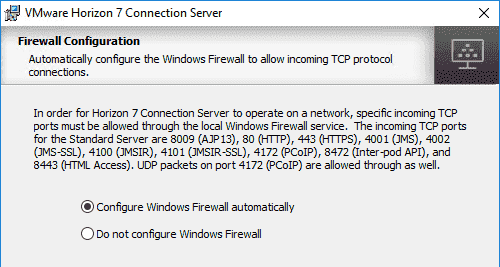 VMware Horizon 7 Connection Server
Firewall Configuration
Automatically configure the Windows Firewall to allow incoming TCP protocol
connections.
In order for Horizon 7 Connection Server to operate on a network, specific incoming TCP
ports must be allowed through the local Windows Firewall service.  The incoming TCP ports
for the Standard Server are 8009 (AJP13), 80 (HTTP), 443 (HTTPS), 4001 (JMS), 4002
(JMS-SSL), 4100 (JMSIR), 4101 (JMSIR-SSL), 4172 (PCoIP), 8472 (Inter-pod API), and
8443 (HTML Access). UDP packets on port 4172 (PCoIP) are allowed through as well.
Configure Windows Firewall automatically
Do not configure Windows Firewall